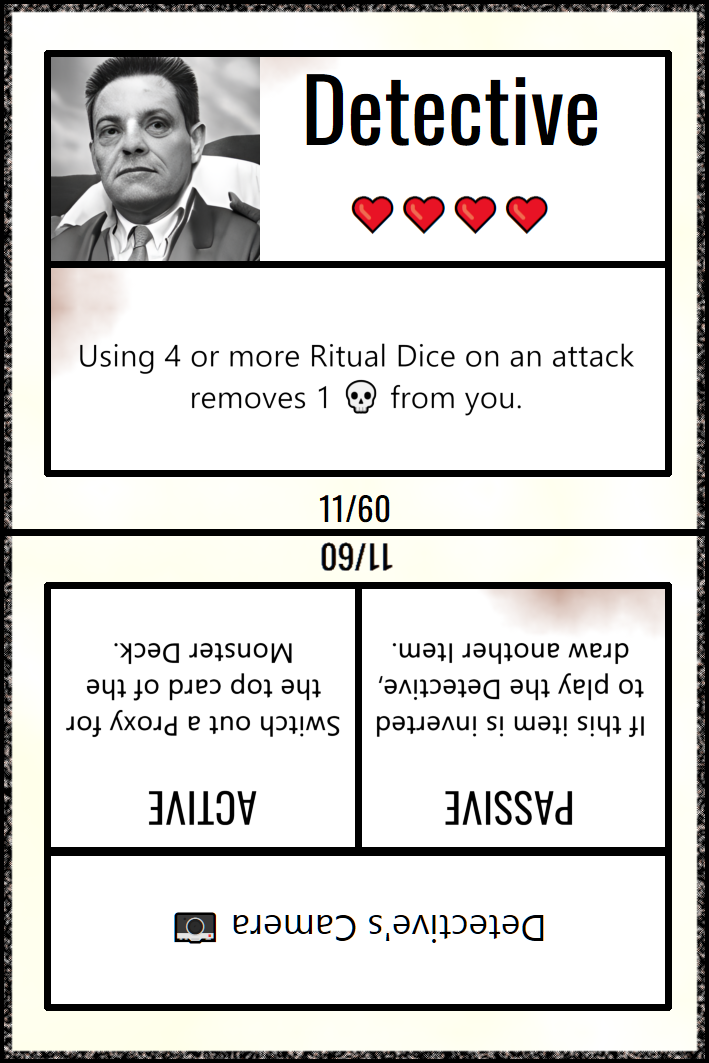 Detective
❤️❤️❤️❤️
Using 4 or more Ritual Dice on an attack
removes 1 💀 from you.
11/60
11/60
Detective's Camera 📷
PASSIVE
If this item is inverted
to play the Detective,
draw another Item.
ACTIVE
Switch out a Proxy for
the top card of the
Monster Deck.